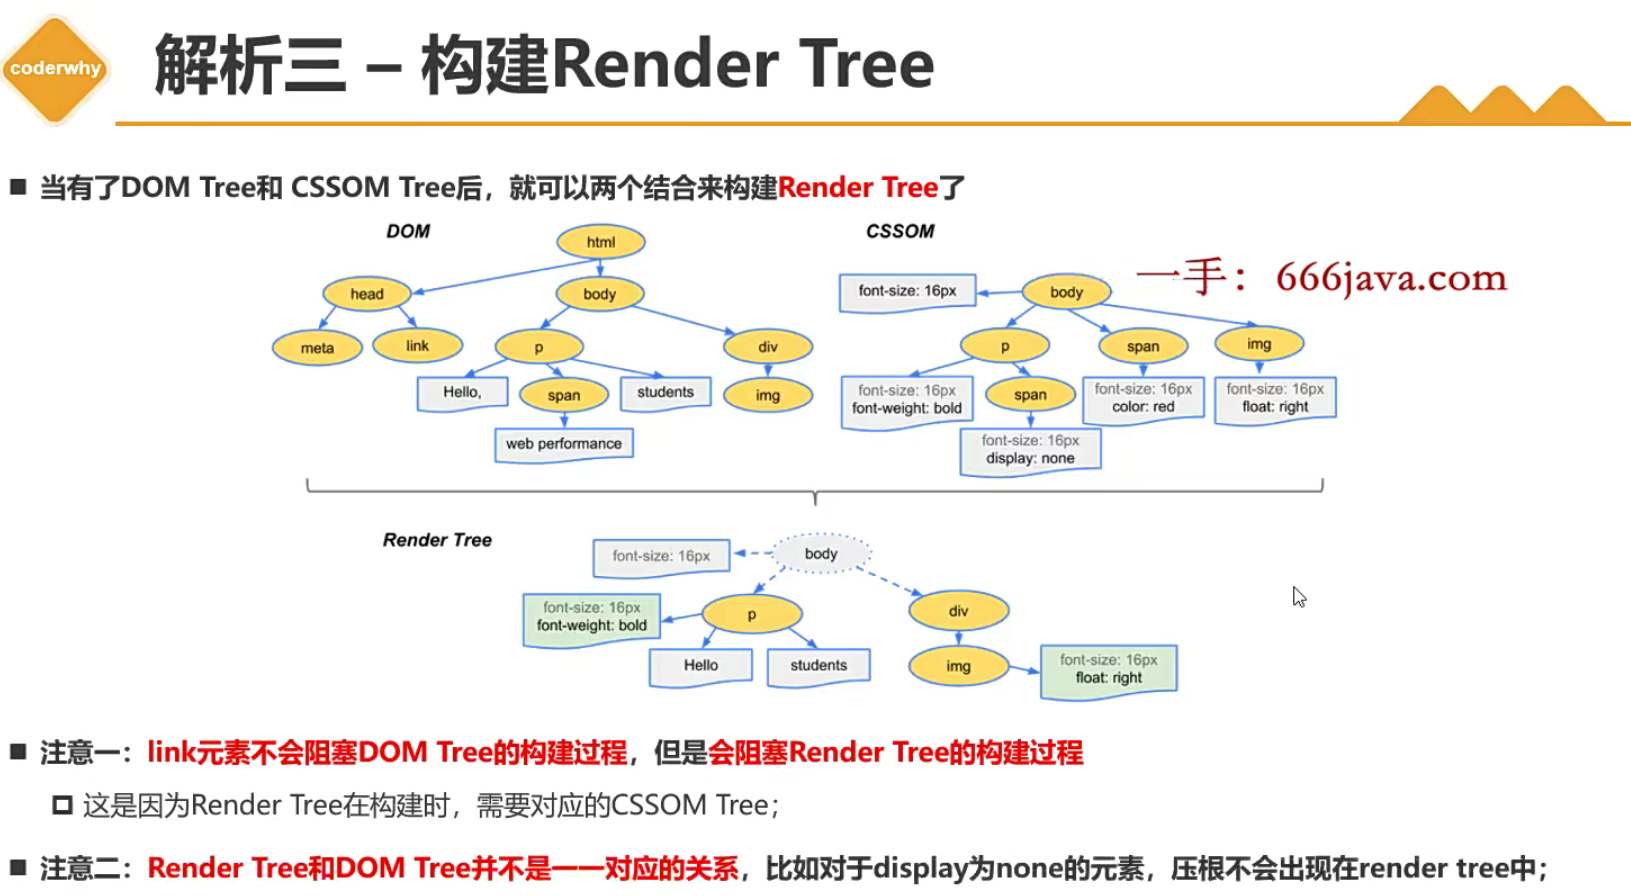 coderwhy
解析三 – 构建Render Tree
当有了DOM Tree和 CSSOM Tree后，就可以两个结合来构建Render Tree了
DOM
html
head
body
meta
link
p
div
Hello,
span
students
img
web performance
CSSOM
一手： 666java.com
font-size: 16px
body
p
span
img
font-size: 16px
font-weight: bold
span
font-size: 16px
color: red
font-size: 16px
float: right
font-size: 16px
display: none
Render Tree
font-size: 16px
body
font-size: 16px
font-weight: bold
p
div
Hello
students
img
font-size: 16px
float: right
注意一：link元素不会阻塞DOM Tree的构建过程，但是会阻塞Render Tree的构建过程
这是因为Render Tree在构建时，需要对应的CSSOM Tree；
注意二：Render Tree和DOM Tree并不是一一对应的关系，比如对于display为none的元素，压根不会出现在render tree中；